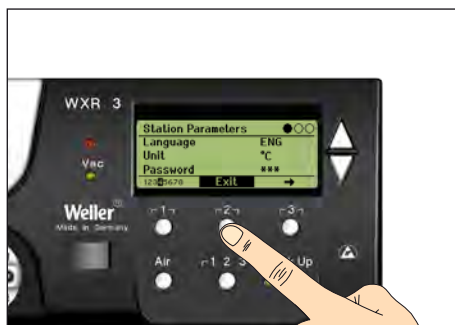 WXR 3
Station Parameters
Language ENG
Unit °C
Password ***
Vac
12345678 Exit →
Weller®
Made in Germany
1 2 3
Air 1 2 3 Up